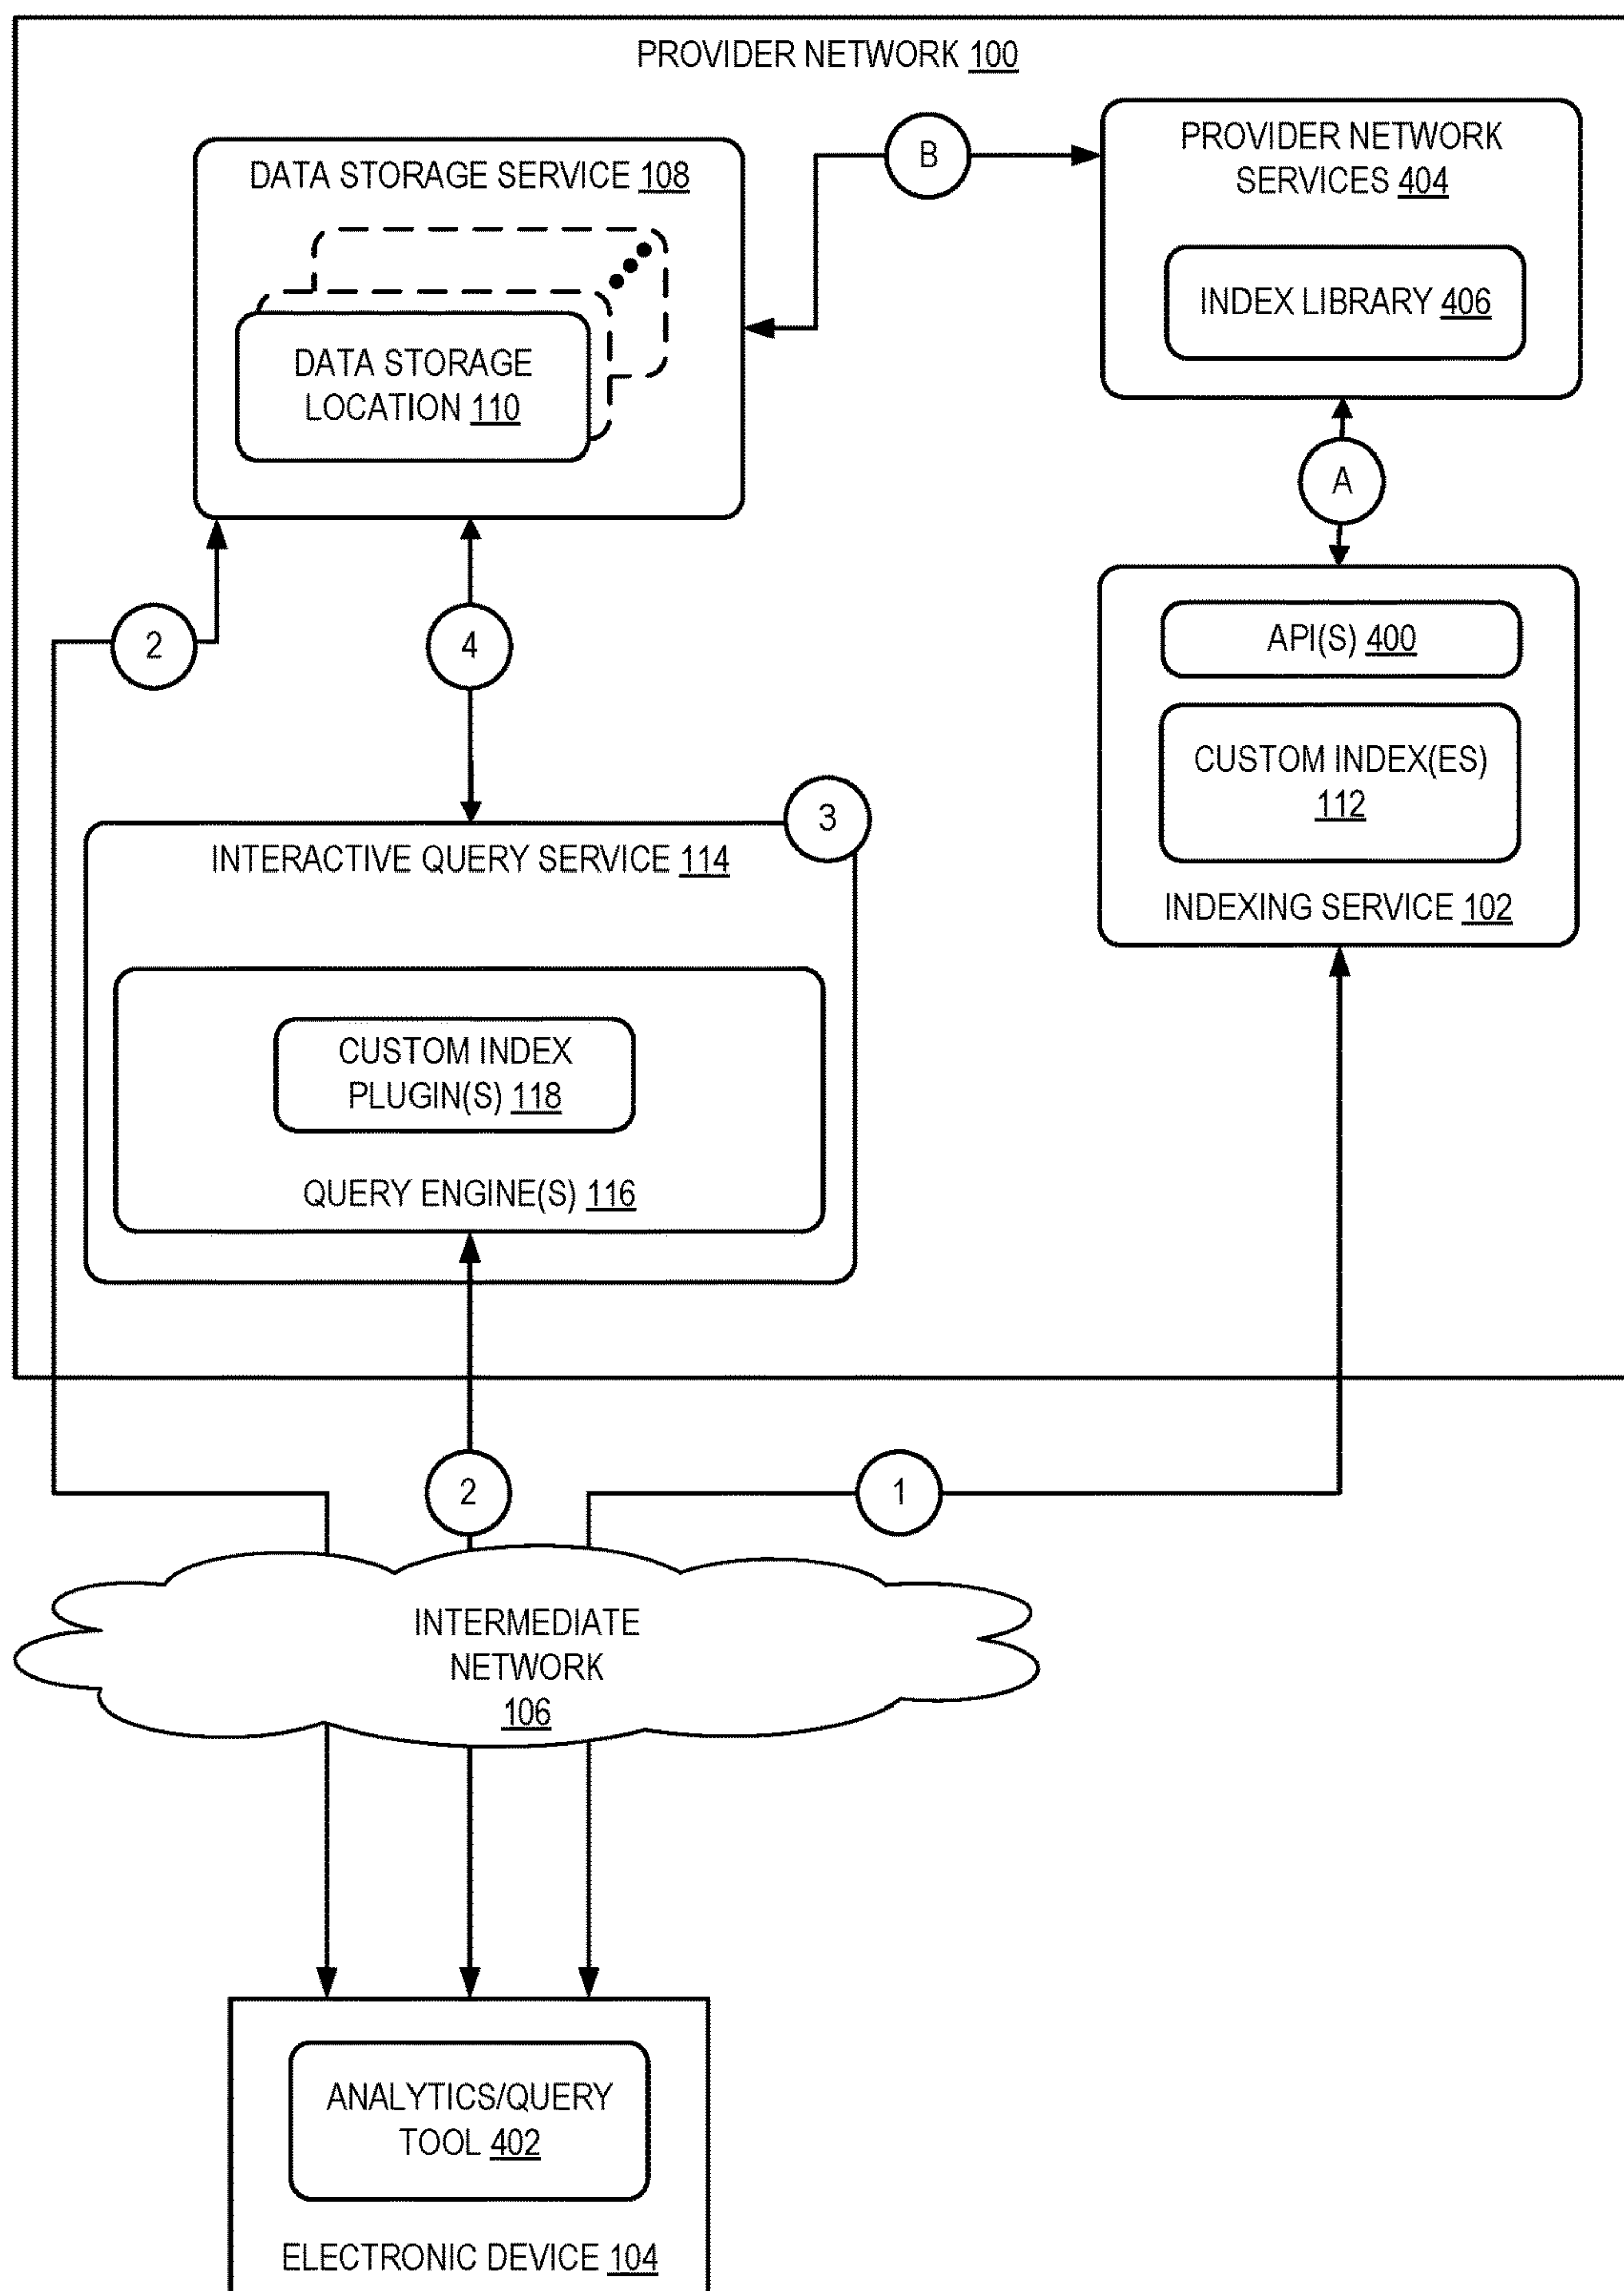 PROVIDER NETWORK 100
B
PROVIDER NETWORK
SERVICES 404
DATA STORAGE SERVICE 108
INDEX LIBRARY 406
DATA STORAGE
LOCATION 110
A
2
4
API(S) 400
CUSTOM INDEX(ES)
112
3
INTERACTIVE QUERY SERVICE 114
INDEXING SERVICE 102
CUSTOM INDEX
PLUGIN(S) 118
QUERY ENGINE(S) 116
2
1
INTERMEDIATE
NETWORK
106
ANALYTICS/QUERY
TOOL 402
ELECTRONIC DEVICE 104